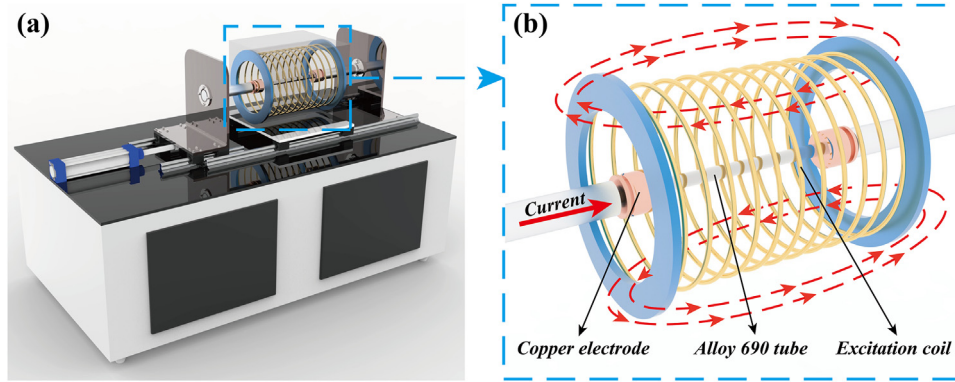 (a)
(b)
Current
Copper electrode
Alloy 690 tube
Excitation coil